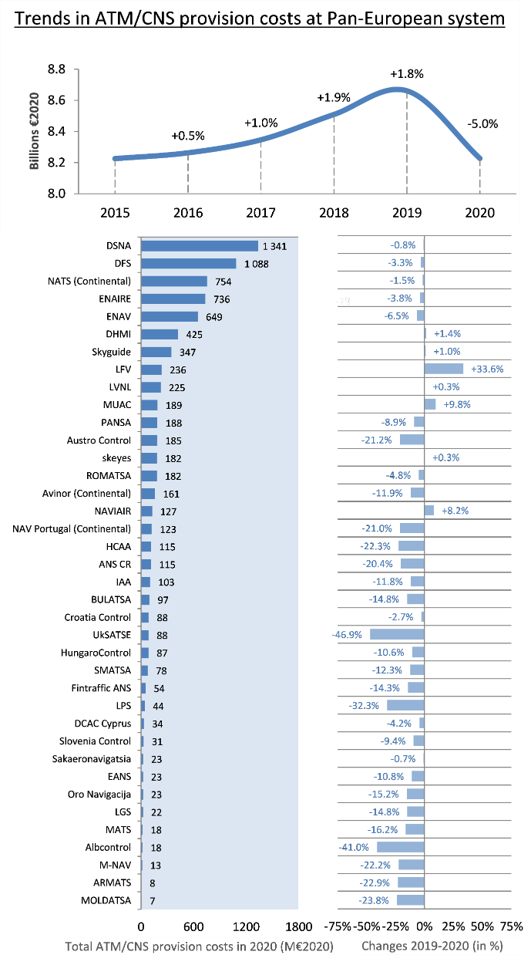 Trends in ATM/CNS provision costs at Pan-European system
Billions €2020
8.8
8.6
8.4
8.2
8.0
+0.5%
+1.0%
+1.9%
+1.8%
-5.0%
2015 2016 2017 2018 2019 2020
DSNA 1 341 -0.8%
DFS 1 088 -3.3%
NATS (Continental) 754 -1.5%
ENAIRE 736 -3.8%
ENAV 649 -6.5%
DHMI 425 +1.4%
Skyguide 347 +1.0%
LFV 236 +33.6%
LVNL 225 +0.3%
MUAC 189 +9.8%
PANSA 188 -8.9%
Austro Control 185 -21.2%
skeyes 182 +0.3%
ROMATSA 182 -4.8%
Avinor (Continental) 161 -11.9%
NAVIAIR 127 +8.2%
NAV Portugal (Continental) 123 -21.0%
HCAA 115 -22.3%
ANS CR 115 -20.4%
IAA 103 -11.8%
BULATSA 97 -14.8%
Croatia Control 88 -2.7%
UkSATSE 88 -46.9%
HungaroControl 87 -10.6%
SMATSA 78 -12.3%
Fintraffic ANS 54 -14.3%
LPS 44 -32.3%
DCAC Cyprus 34 -4.2%
Slovenia Control 31 -9.4%
Sakaeronavigatsia 23 -0.7%
EANS 23 -10.8%
Oro Navigacija 23 -15.2%
LGS 22 -14.8%
MATS 18 -16.2%
Albcontrol 18 -41.0%
M-NAV 13 -22.2%
ARMATS 8 -22.9%
MOLDATSA 7 -23.8%
0 600 1200 1800 -75% -50% -25% 0% 25% 50% 75%
Total ATM/CNS provision costs in 2020 (M€2020) Changes 2019-2020 (in %)